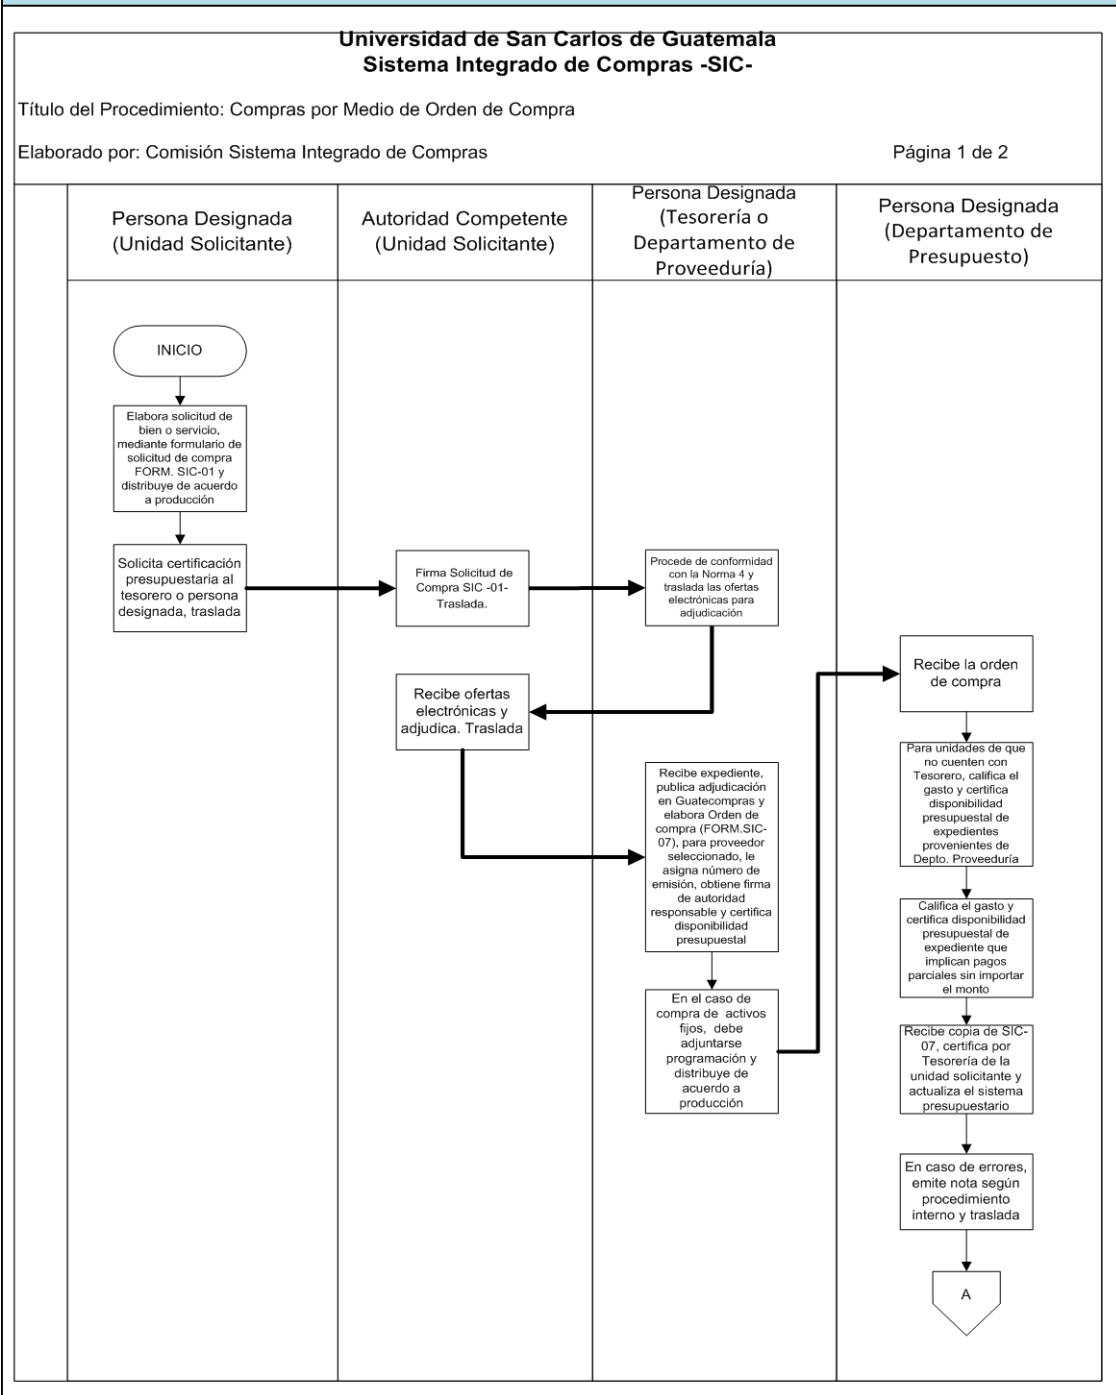 Universidad de San Carlos de Guatemala
Sistema Integrado de Compras -SIC-
Título del Procedimiento: Compras por Medio de Orden de Compra
Elaborado por: Comisión Sistema Integrado de Compras
Página 1 de 2
Persona Designada
(Unidad Solicitante)
Autoridad Competente
(Unidad Solicitante)
Persona Designada
(Tesorería o
Departamento de
Proveeduría)
Persona Designada
(Departamento de
Presupuesto)
INICIO
Elabora solicitud de
bien o servicio,
mediante formulario de
solicitud de compra
FORM. SIC-01 y
distribuye de acuerdo
a producción
Solicita certificación
presupuestaria al
tesorero o persona
designada, traslada
Firma Solicitud de
Compra SIC -01-
Traslada.
Procede de conformidad
con la Norma 4 y
traslada las ofertas
electrónicas para
adjudicación
Recibe ofertas
electrónicas y
adjudica. Traslada
Recibe expediente,
publica adjudicación
en Guatecompras y
elabora Orden de
compra (FORM.SIC-
07), para proveedor
seleccionado, le
asigna número de
emisión, obtiene firma
de autoridad
responsable y certifica
disponibilidad
presupuestal
En el caso de
compra de activos
fijos, debe
adjuntarse
programación y
distribuye de
acuerdo a
producción
Recibe la orden
de compra
Para unidades de que
no cuenten con
Tesorero, califica el
gasto y certifica
disponibilidad
presupuestal de
expedientes
provenientes de
Depto. Proveeduría
Califica el gasto y
certifica disponibilidad
presupuestal de
expediente que
implican pagos
parciales sin importar
el monto
Recibe copia de SIC-
07, certifica por
Tesorería de la
unidad solicitante y
actualiza el sistema
presupuestario
En caso de errores,
emite nota según
procedimiento
interno y traslada
A